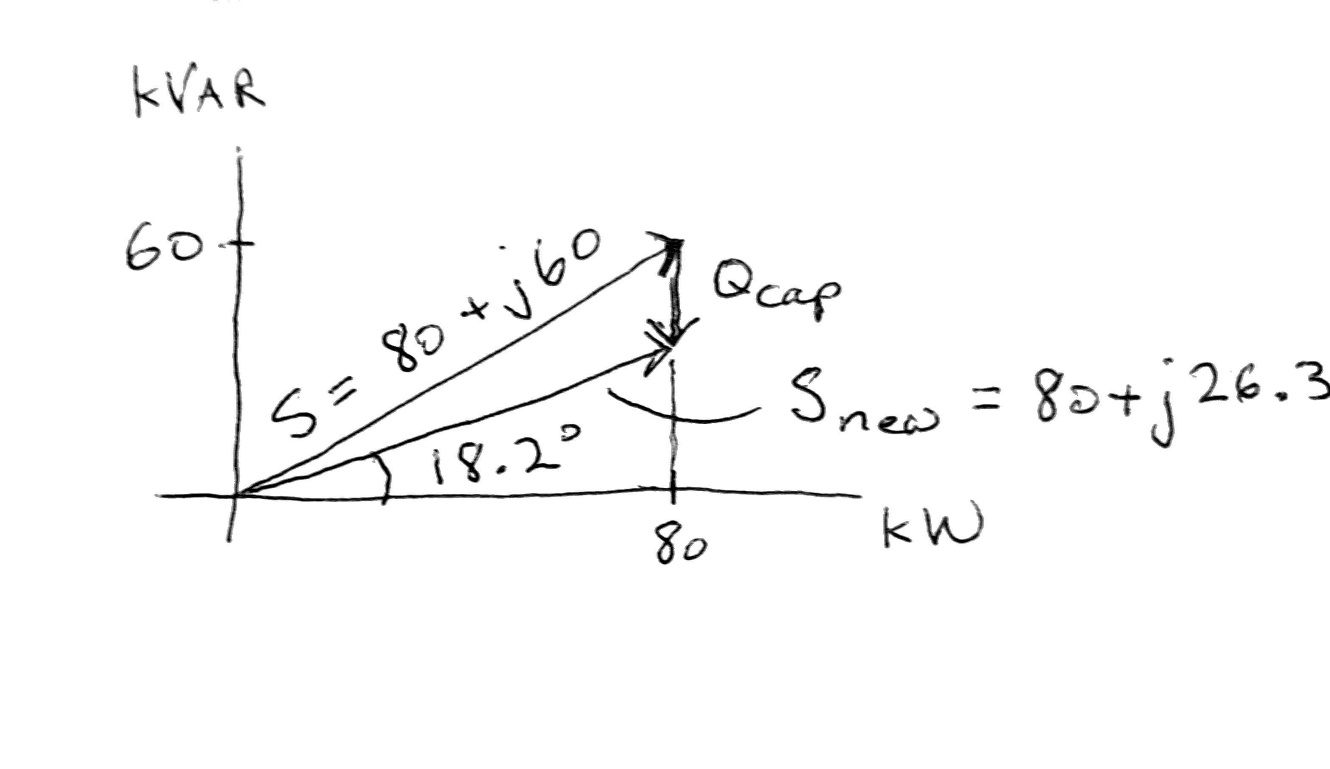 kVAR
60
S = 80 + j60
Qcap
Snew = 80 + j26.3
18.2°
80
kW